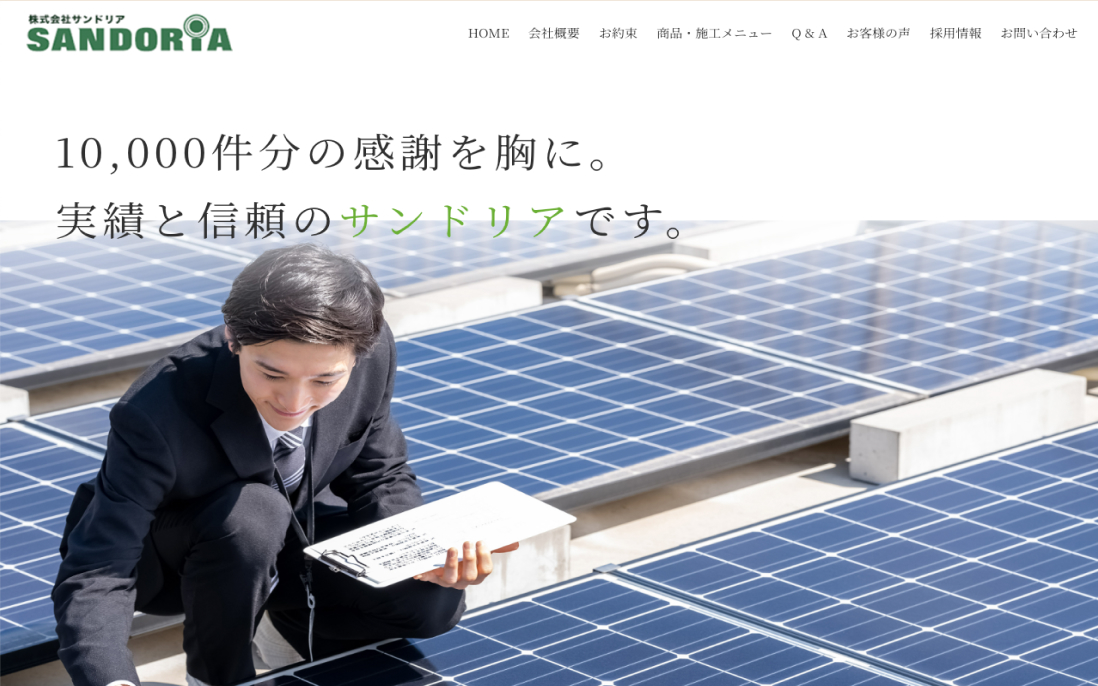 株式会社サンドリア
SANDORIA
HOME 会社概要 お約束 商品・施工メニュー Q & A お客様の声 採用情報 お問い合わせ
10,000件分の感謝を胸に。
実績と信頼のサンドリアです。